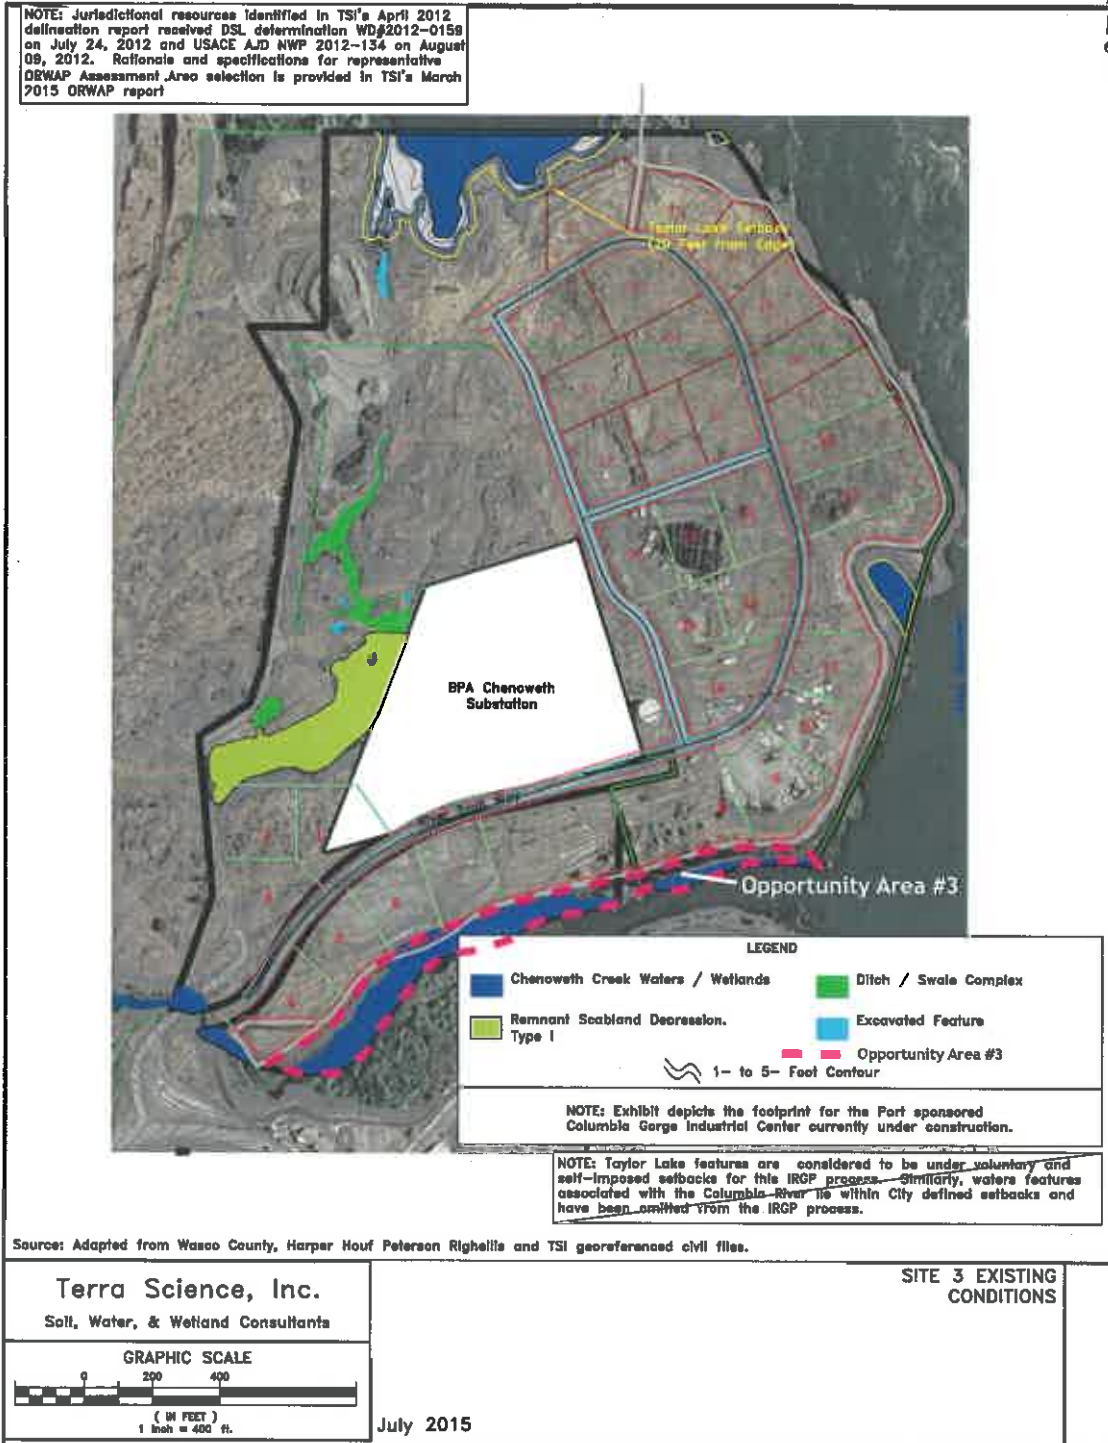 NOTE: Jurisdictional resources identified in TSI's April 2012
delineation report received DSL determination WD#2012-0159
on July 24, 2012 and USACE AJD NWP 2012-134 on August
09, 2012. Rationale and specifications for representative
ORWAP Assessment Area selection is provided in TSI's March
2015 ORWAP report
Taylor Lake Setback
(20 Feet from Edge)
BPA Chenoweth
Substation
Opportunity Area #3
LEGEND
Chenoweth Creek Waters / Wetlands
Ditch / Swale Complex
Remnant Scabland Depression.
Type I
Excavated Feature
Opportunity Area #3
1- to 5- Foot Contour
NOTE: Exhibit depicts the footprint for the Port sponsored
Columbia Gorge Industrial Center currently under construction.
NOTE: Taylor Lake features are considered to be under voluntary and
self-imposed setbacks for this IRGP process. Similarly, waters features
associated with the Columbia River lie within City defined setbacks and
have been omitted from the IRGP process.
Source: Adapted from Wasco County, Harper Houf Peterson Righellis and TSI georeferenced civil files.
Terra Science, Inc.
Soil, Water, & Wetland Consultants
SITE 3 EXISTING
CONDITIONS
GRAPHIC SCALE
0 200 400
( IN FEET )
1 inch = 400 ft.
July 2015